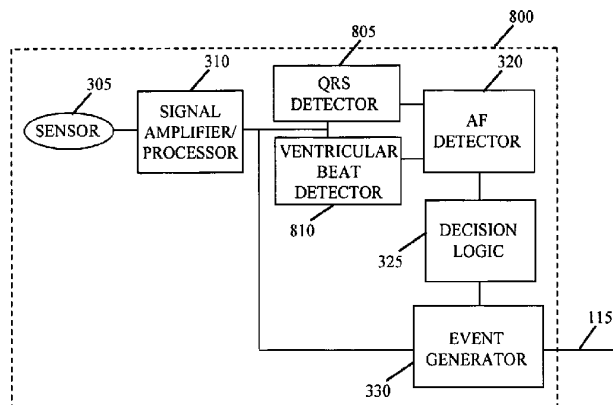 805
800
310
320
305
QRS
DETECTOR
SIGNAL
AMPLIFIER/
PROCESSOR
AF
DETECTOR
SENSOR
VENTRICULAR
BEAT
DETECTOR
810
DECISION
LOGIC
325
115
EVENT
GENERATOR
330